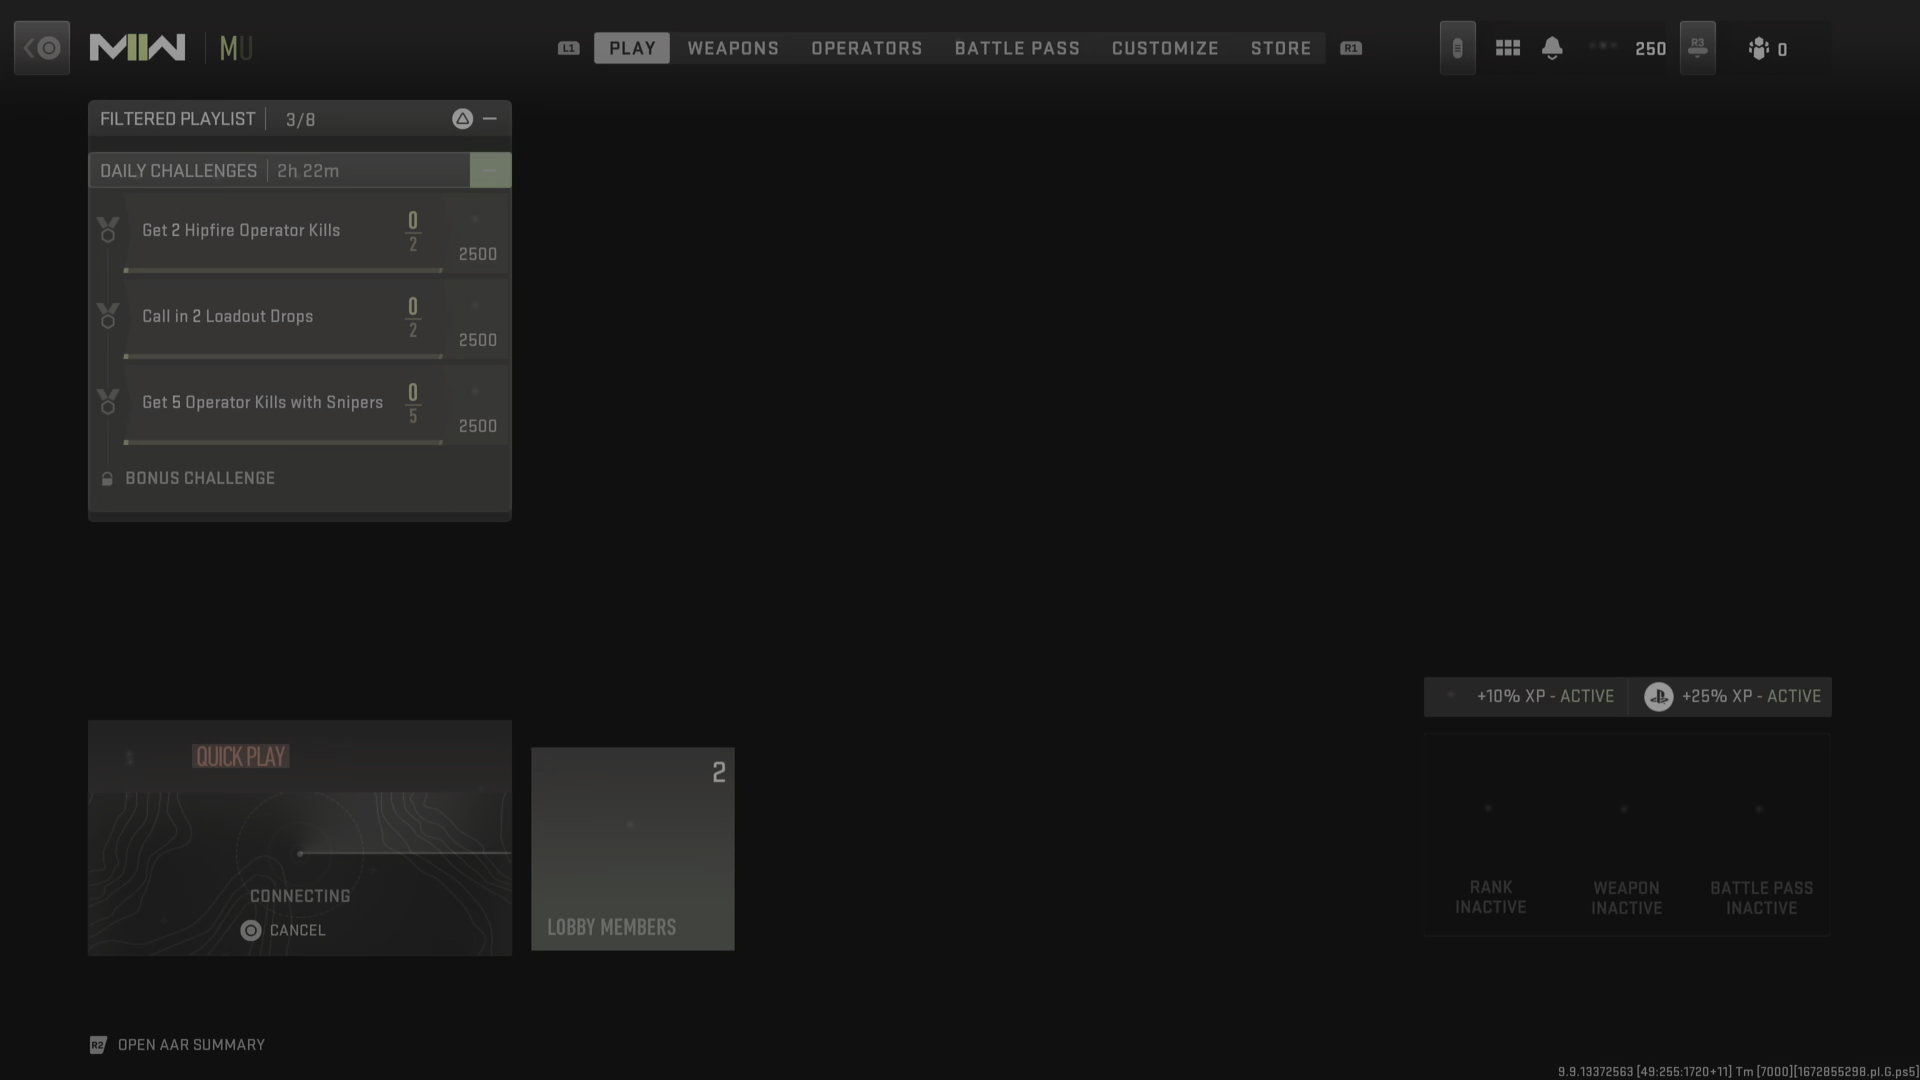 MIIW | MU
L1 PLAY WEAPONS OPERATORS BATTLE PASS CUSTOMIZE STORE R1
250 R3 0
FILTERED PLAYLIST 3/8
DAILY CHALLENGES 2h 22m
Get 2 Hipfire Operator Kills 0/2 2500
Call in 2 Loadout Drops 0/2 2500
Get 5 Operator Kills with Snipers 0/5 2500
BONUS CHALLENGE
+10% XP - ACTIVE +25% XP - ACTIVE
QUICK PLAY
CONNECTING
CANCEL
2
LOBBY MEMBERS
RANK
INACTIVE
WEAPON
INACTIVE
BATTLE PASS
INACTIVE
R2 OPEN AAR SUMMARY
9.9.13372563 [49:255:1720+11] Tm [7000][1672855298.pl.G.ps5]